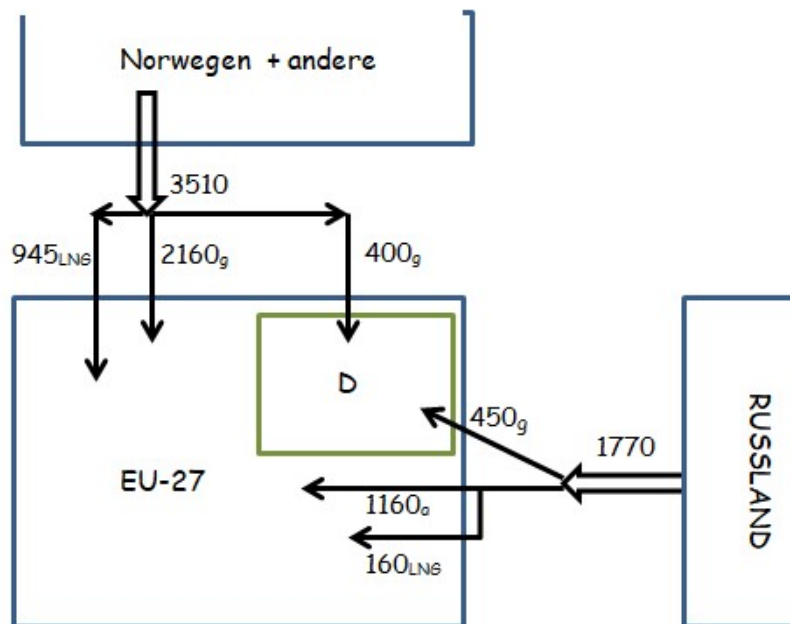 Norwegen + andere
3510
945LNG
2160g
400g
D
450g
1770
RUSSLAND
EU-27
1160g
160LNG